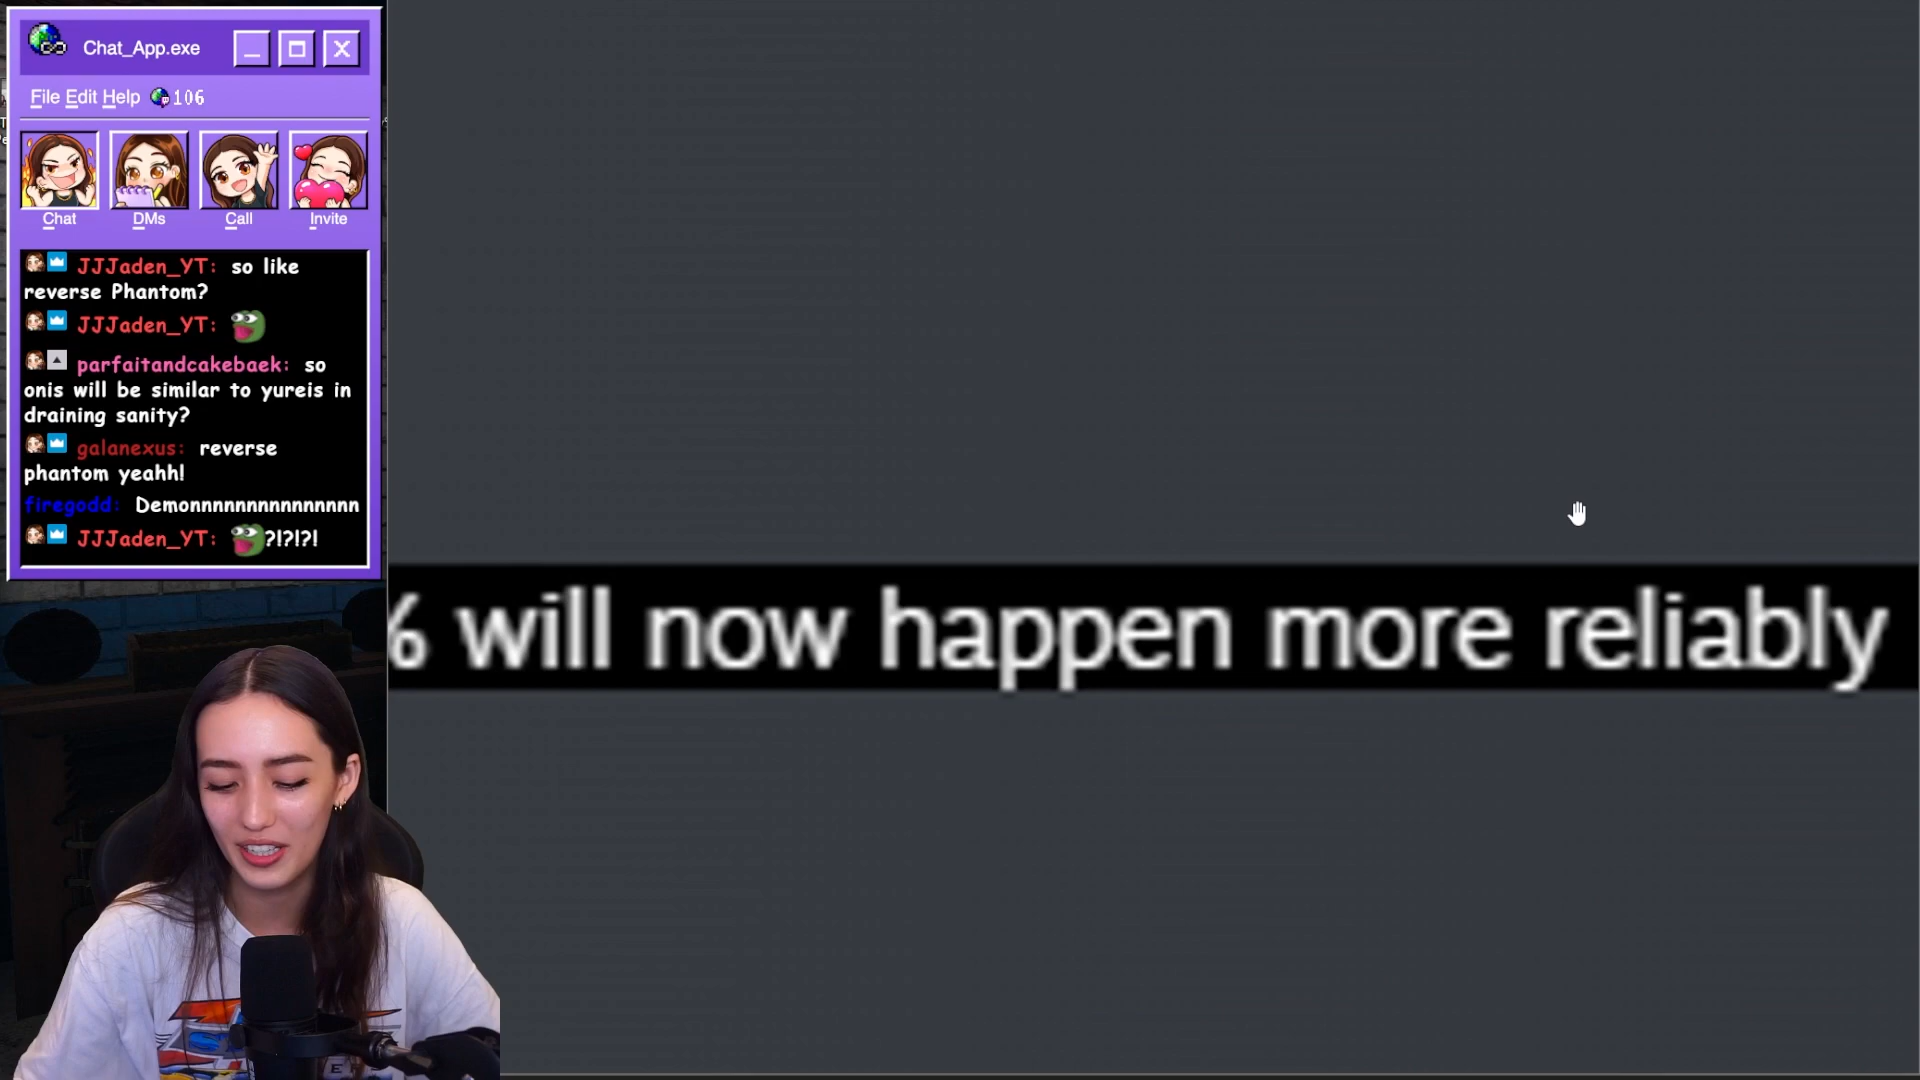 Chat_App.exe
File Edit Help 106
Chat DMs Call Invite
JJJaden_YT: so like
reverse Phantom?
JJJaden_YT:
parfaitandcakebaek: so
onis will be similar to yureis in
draining sanity?
galanexus: reverse
phantom yeahh!
firegodd: Demonnnnnnnnnnnnnnn
JJJaden_YT: ?!?!?!
% will now happen more reliably